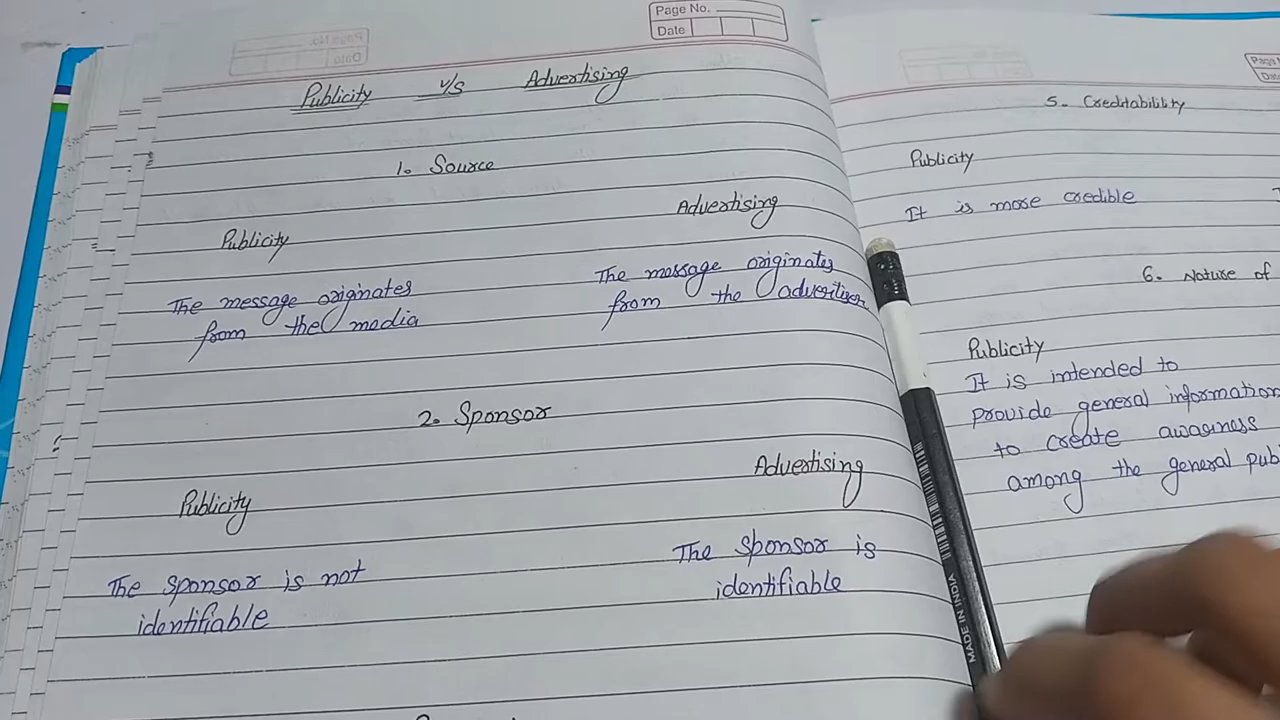 Page No.
Date
Publicity v/s Advertising
1. Source
Publicity
Advertising
The message originates
from the media
The message originates
from the advertiser
2. Sponsor
Publicity
Advertising
The sponsor is not
identifiable
The sponsor is
identifiable
Page
Dat
5. Creditability
Publicity
It is more credible
6. Nature of
Publicity
It is intended to
provide general information
to create awarness
among the general pub
MADE IN INDIA